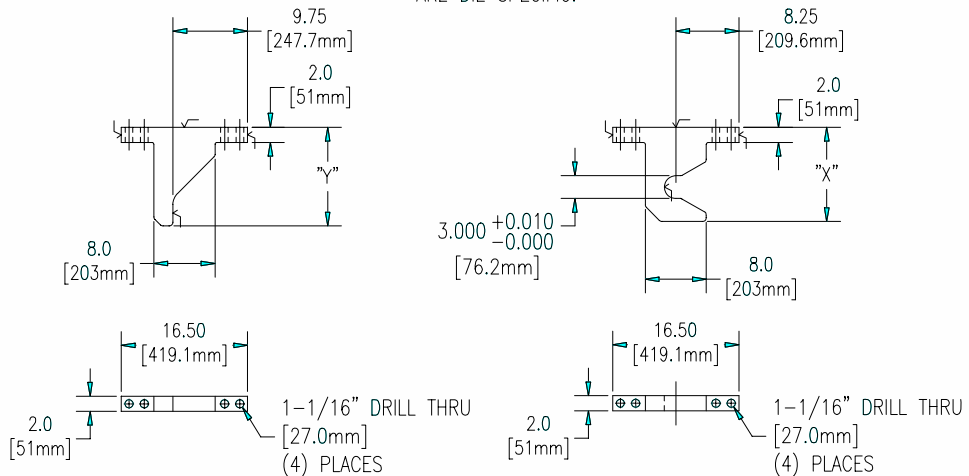 ARE DIE SPECIFIC.
9.75
[247.7mm]
2.0
[51mm]
"Y"
8.0
[203mm]
8.25
[209.6mm]
2.0
[51mm]
"X"
3.000 +0.010
-0.000
[76.2mm]
8.0
[203mm]
16.50
[419.1mm]
2.0
[51mm]
1-1/16" DRILL THRU
[27.0mm]
(4) PLACES
16.50
[419.1mm]
2.0
[51mm]
1-1/16" DRILL THRU
[27.0mm]
(4) PLACES